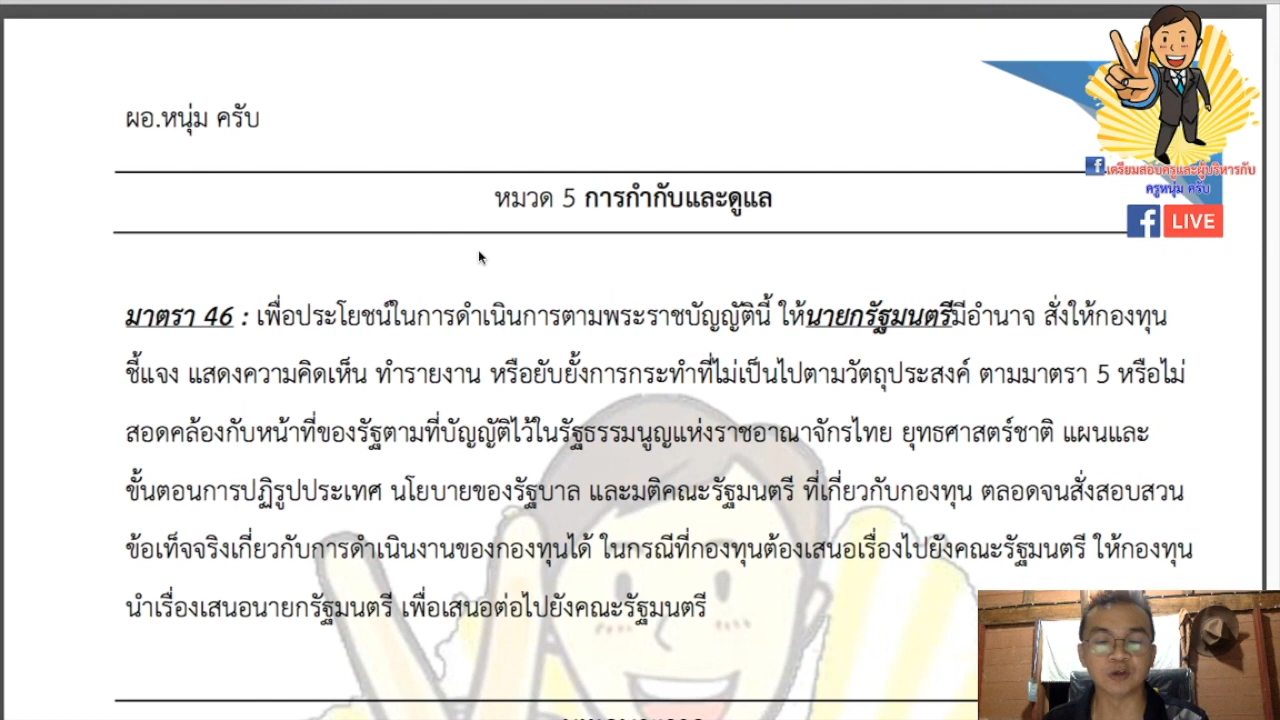 ผอ.หนุ่ม ครับ
เตรียมสอบครูและผู้บริหารกับ
ครูหนุ่ม ครับ
f LIVE
หมวด 5 การกำกับและดูแล
มาตรา 46 : เพื่อประโยชน์ในการดำเนินการตามพระราชบัญญัตินี้ ให้นายกรัฐมนตรีมีอำนาจ สั่งให้กองทุน
ชี้แจง แสดงความคิดเห็น ทำรายงาน หรือยับยั้งการกระทำที่ไม่เป็นไปตามวัตถุประสงค์ ตามมาตรา 5 หรือไม่
สอดคล้องกับหน้าที่ของรัฐตามที่บัญญัติไว้ในรัฐธรรมนูญแห่งราชอาณาจักรไทย ยุทธศาสตร์ชาติ แผนและ
ขั้นตอนการปฏิรูปประเทศ นโยบายของรัฐบาล และมติคณะรัฐมนตรี ที่เกี่ยวกับกองทุน ตลอดจนสั่งสอบสวน
ข้อเท็จจริงเกี่ยวกับการดำเนินงานของกองทุนได้ ในกรณีที่กองทุนต้องเสนอเรื่องไปยังคณะรัฐมนตรี ให้กองทุน
นำเรื่องเสนอนายกรัฐมนตรี เพื่อเสนอต่อไปยังคณะรัฐมนตรี